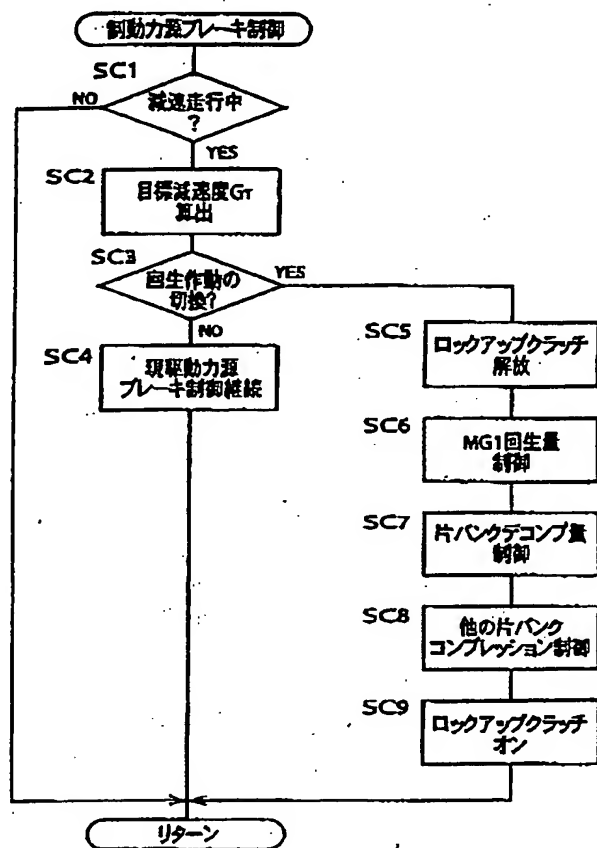 制動力源ブレーキ制御
SC1
減速走行中
?
NO
YES
SC2
目標減速度GT
算出
SC3
回生作動の
切換?
YES
NO
SC4
現駆動力源
ブレーキ制御継続
SC5
ロックアップクラッチ
解放
SC6
MG1回生量
制御
SC7
片バンクデコンプ量
制御
SC8
他の片バンク
コンプレッション制御
SC9
ロックアップクラッチ
オン
リターン